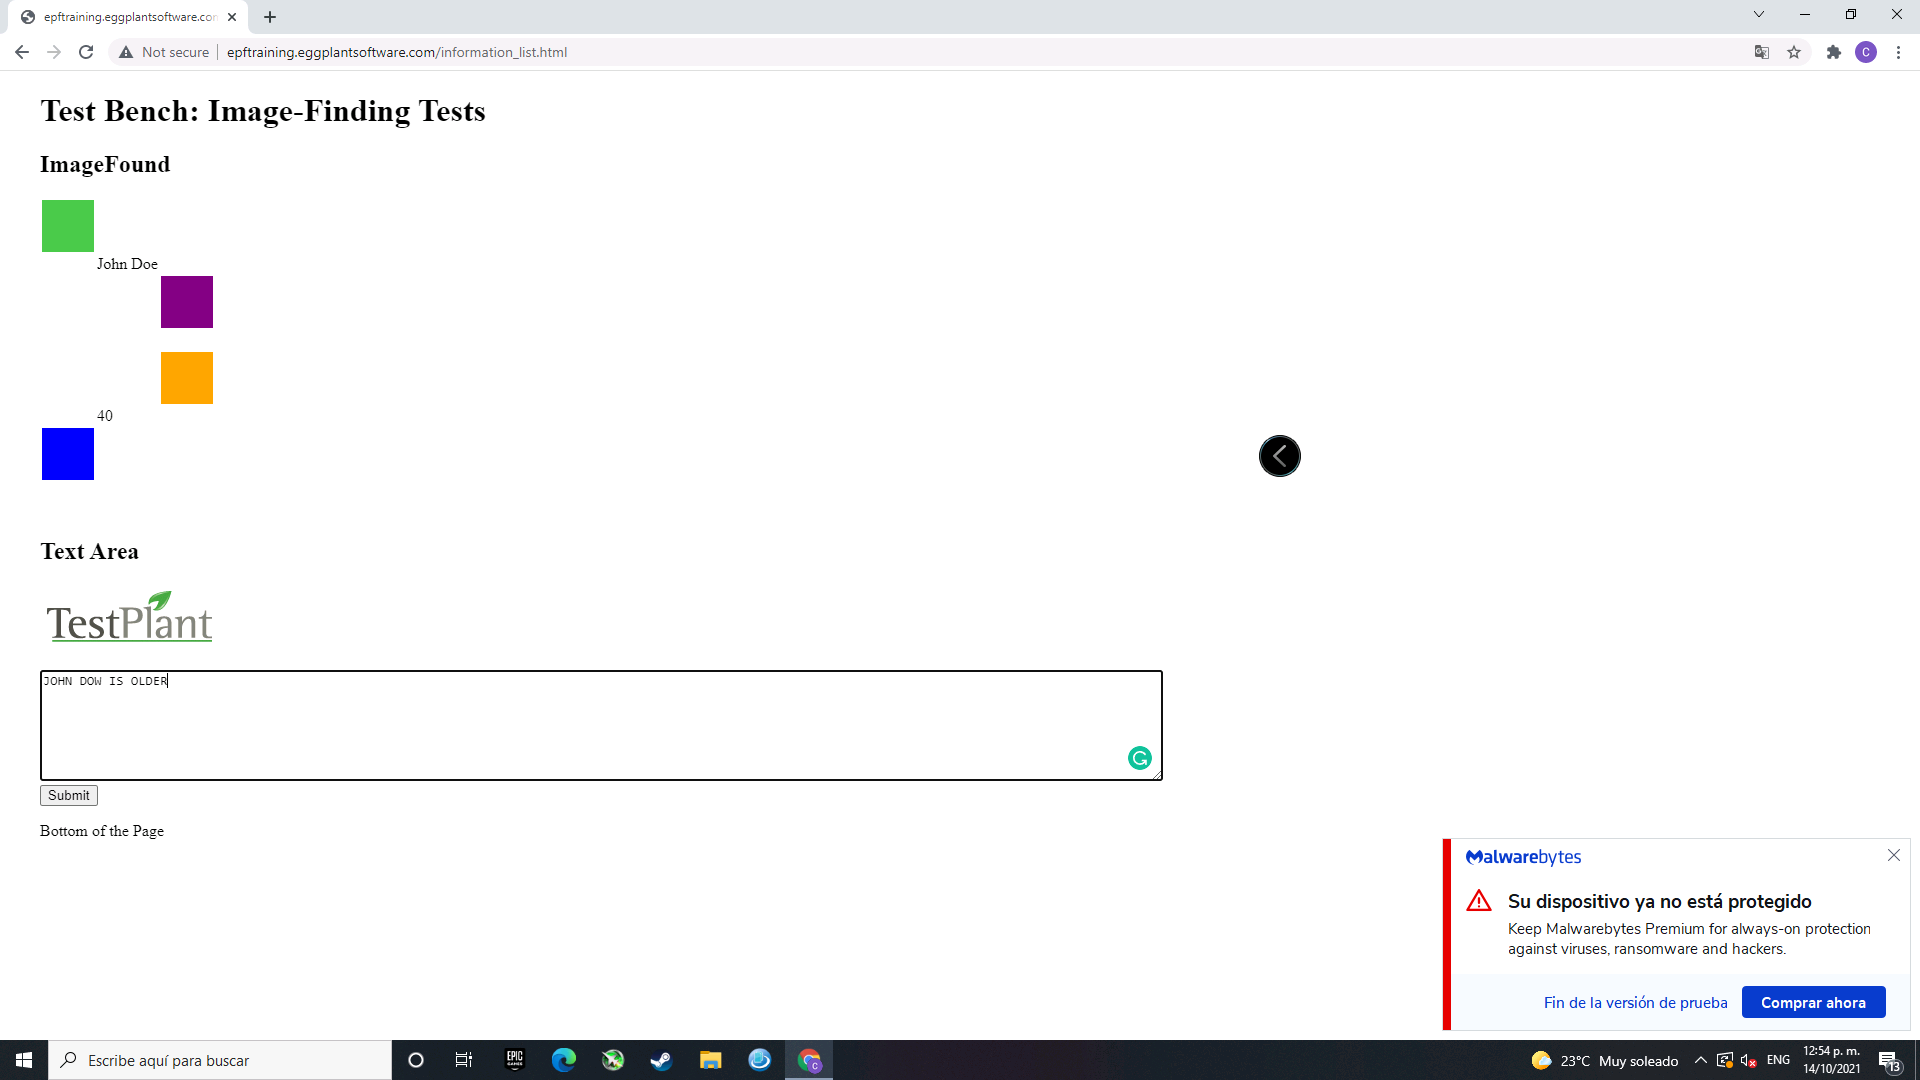 epftraining.eggplantsoftware.con
Not secure
epftraining.eggplantsoftware.com/information_list.html
C
Test Bench: Image-Finding Tests
ImageFound
John Doe
40
Text Area
TestPlant
JOHN DOW IS OLDER
Submit
Bottom of the Page
Malwarebytes
Su dispositivo ya no está protegido
Keep Malwarebytes Premium for always-on protection
against viruses, ransomware and hackers.
Fin de la versión de prueba
Comprar ahora
Escribe aquí para buscar
EPIC
GAMES
C
23°C Muy soleado
ENG
12:54 p. m.
14/10/2021
13